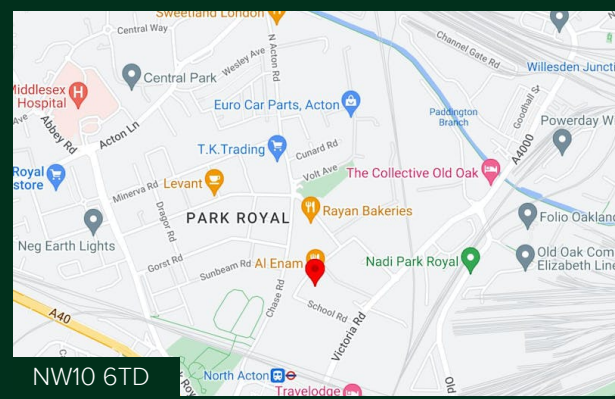 Sweetland London
Central Way
N Acton Rd
Wesley Ave
Channel Gate Rd
Central Park
Willesden Juncti
Middlesex
Hospital
Abbey Rd
Acton Ln
Euro Car Parts, Acton
Paddington
Branch
Goodhall St
Powerday W
A4000
T.K.Trading
Cunard Rd
Volt Ave
The Collective Old Oak
Royal
store
Minerva Rd
Levant
Dragor Rd
PARK ROYAL
Rayan Bakeries
Folio Oaklan
Neg Earth Lights
Gorst Rd
Sunbeam Rd
Al Enam
Nadi Park Royal
Old Oak Com
Elizabeth Line
Chase Rd
School Rd
Victoria Rd
A40
North Acton
Travelodge
Old
NW10 6TD